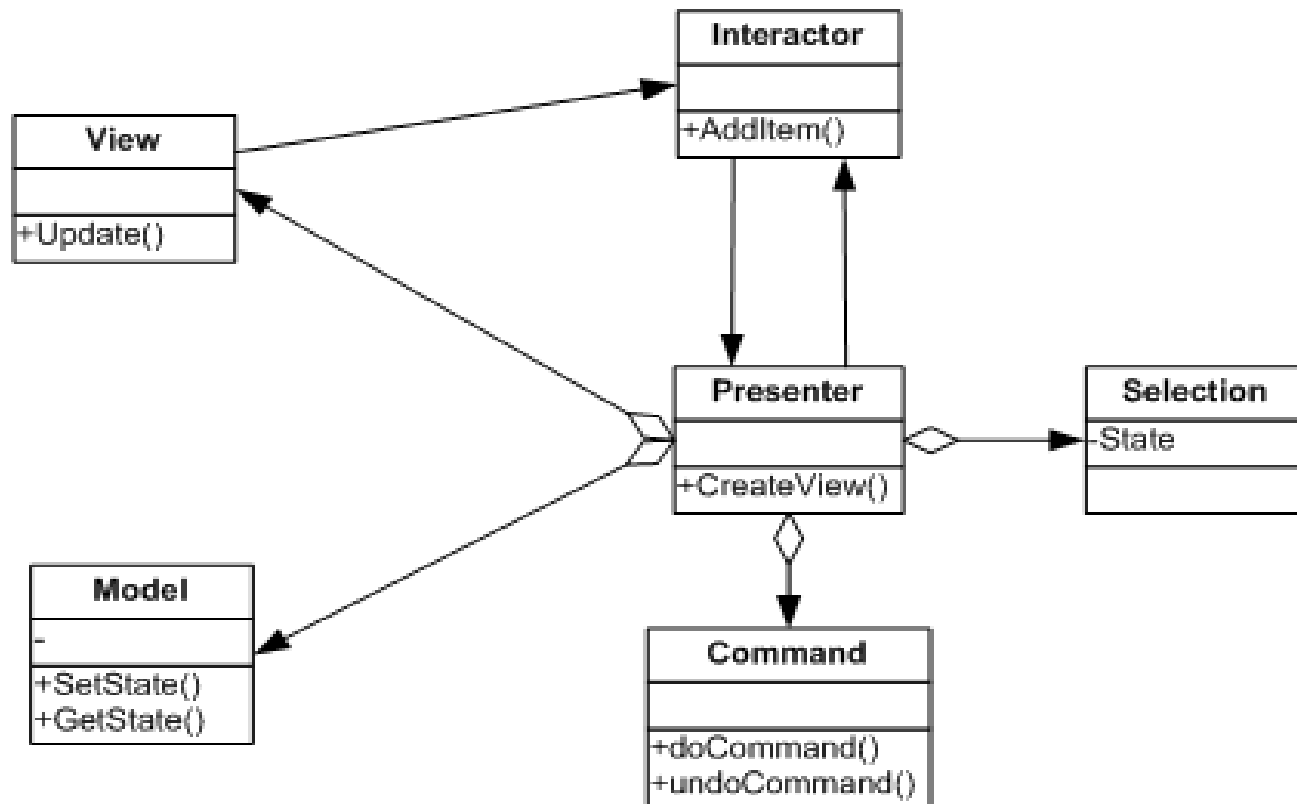 Interactor
+AddItem()
View
+Update()
Presenter
+CreateView()
Selection
-State
Model
-
+SetState()
+GetState()
Command
+doCommand()
+undoCommand()